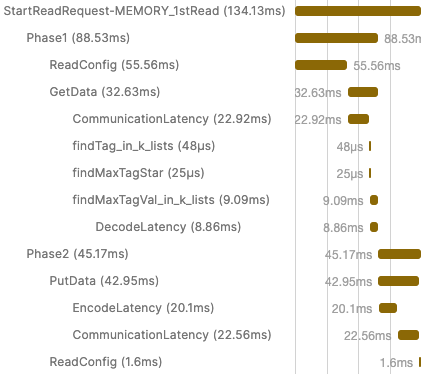 StartReadRequest-MEMORY_1stRead (134.13ms)
Phase1 (88.53ms) 88.53m
ReadConfig (55.56ms) 55.56ms
GetData (32.63ms) 32.63ms
CommunicationLatency (22.92ms) 22.92ms
findTag_in_k_lists (48µs) 48µs
findMaxTagStar (25µs) 25µs
findMaxTagVal_in_k_lists (9.09ms) 9.09ms
DecodeLatency (8.86ms) 8.86ms
Phase2 (45.17ms) 45.17ms
PutData (42.95ms) 42.95ms
EncodeLatency (20.1ms) 20.1ms
CommunicationLatency (22.56ms) 22.56ms
ReadConfig (1.6ms) 1.6ms